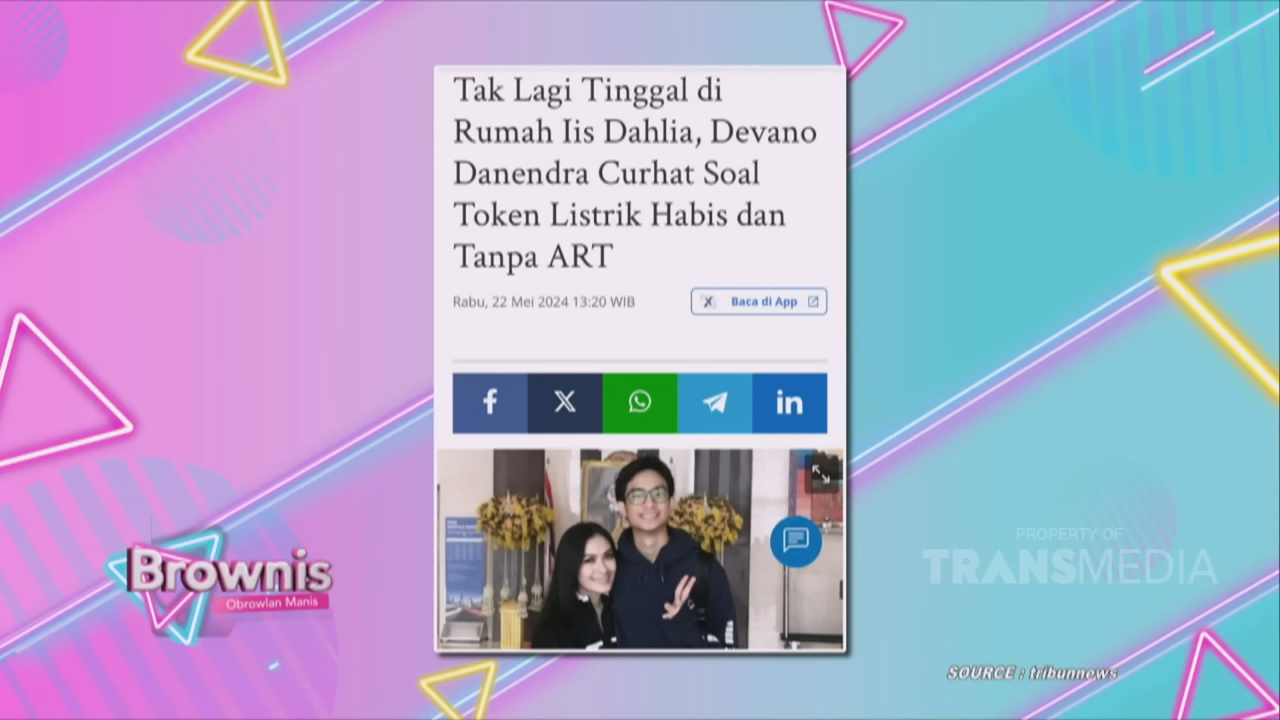 Tak Lagi Tinggal di
Rumah Iis Dahlia, Devano
Danendra Curhat Soal
Token Listrik Habis dan
Tanpa ART
Rabu, 22 Mei 2024 13:20 WIB
Baca di App
Brownis
Obrowlan Manis
PROPERTY OF
TRANSMEDIA
SOURCE : tribunnews